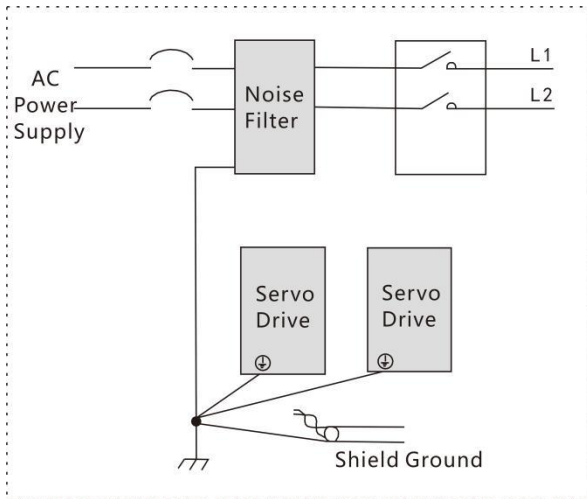 AC
Power
Supply
Noise
Filter
L1
L2
Servo
Drive
Servo
Drive
Shield Ground